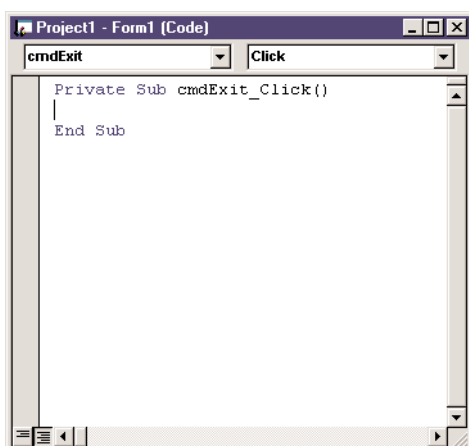 Project1 - Form1 (Code)
cmdExit Click
Private Sub cmdExit_Click()
End Sub